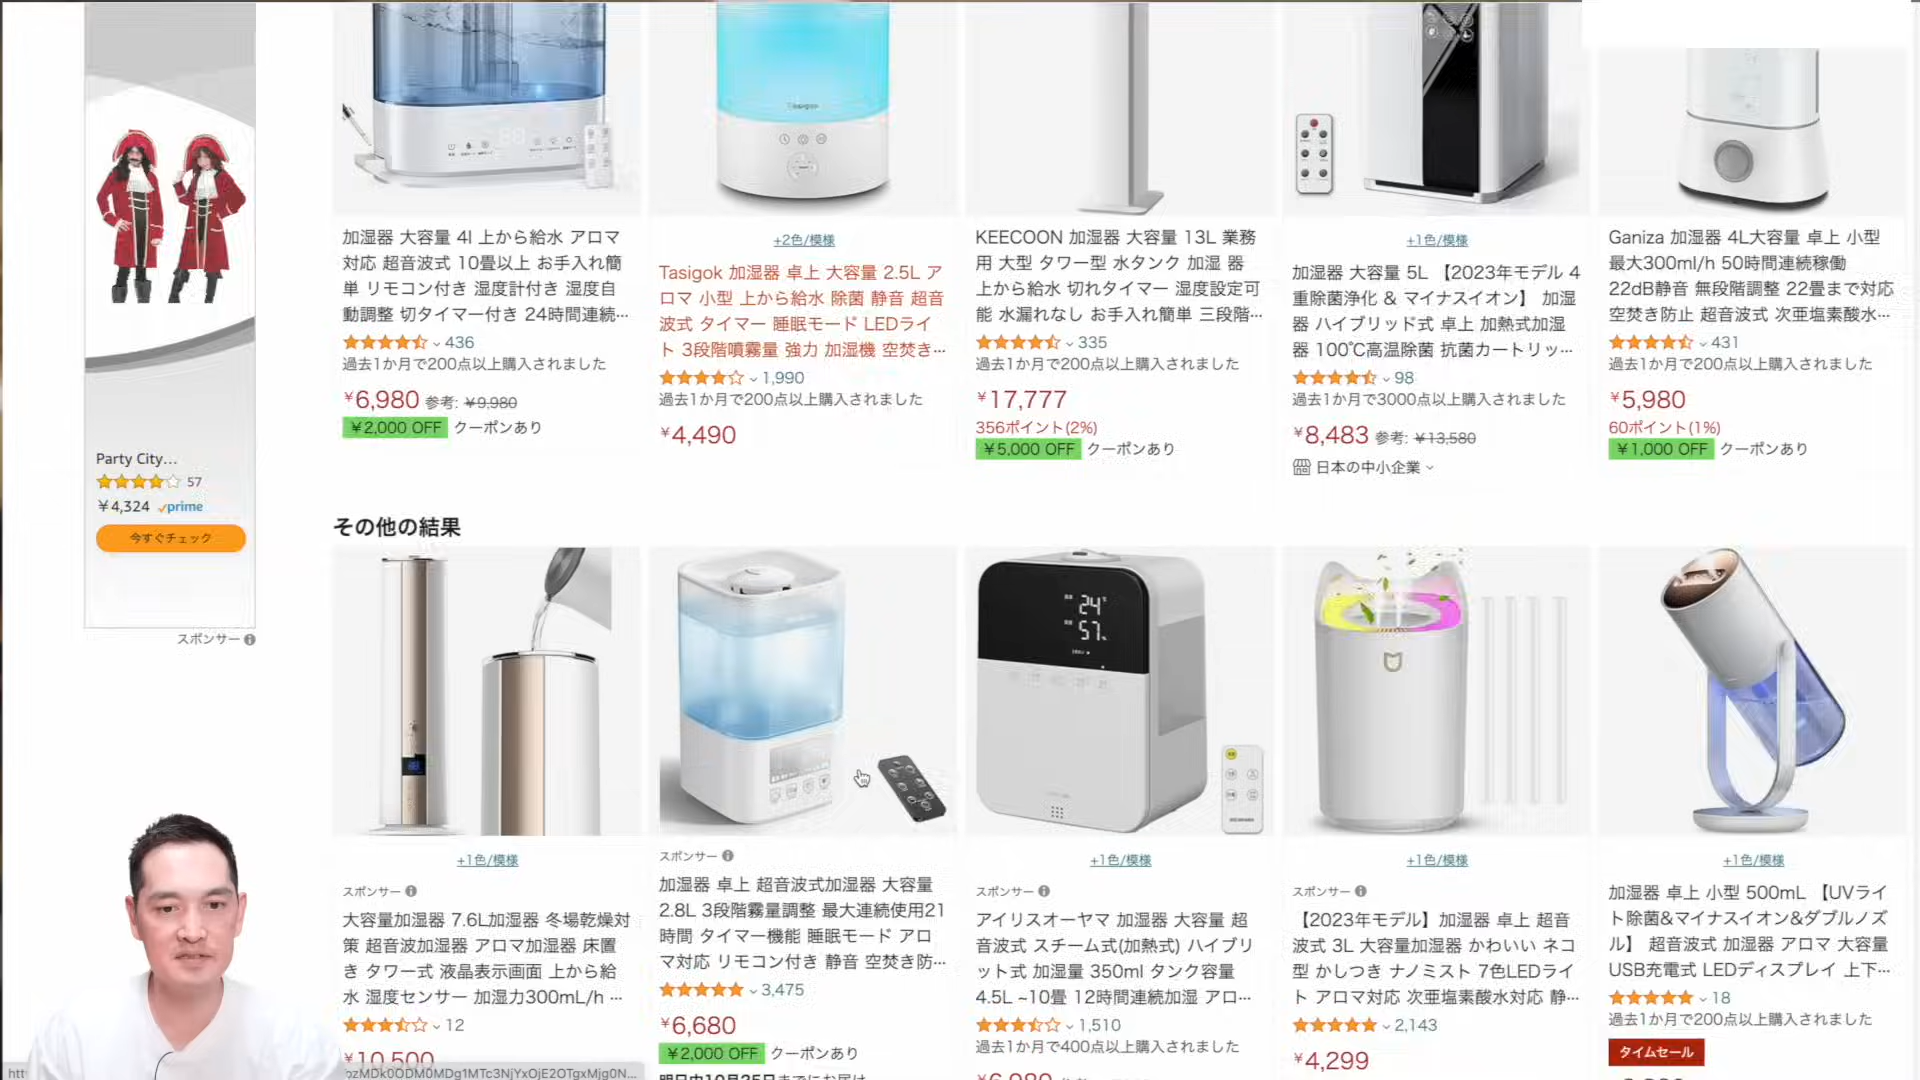 加湿器 大容量 4l 上から給水 アロマ
対応 超音波式 10畳以上 お手入れ簡
単 リモコン付き 湿度計付き 湿度自
動調整 切タイマー付き 24時間連続…
436
過去1か月で200点以上購入されました
¥6,980 参考: ¥9,980
¥2,000 OFF クーポンあり
Tasigok
+2色/模様
Tasigok 加湿器 卓上 大容量 2.5L ア
ロマ 小型 上から給水 除菌 静音 超音
波式 タイマー 睡眠モード LEDライ
ト 3段階噴霧量 強力 加湿機 空焚き…
1,990
過去1か月で200点以上購入されました
¥4,490
KEECOON 加湿器 大容量 13L 業務
用 大型 タワー型 水タンク 加湿 器
上から給水 切れタイマー 湿度設定可
能 水漏れなし お手入れ簡単 三段階…
335
過去1か月で200点以上購入されました
¥17,777
356ポイント(2%)
¥5,000 OFF クーポンあり
+1色/模様
加湿器 大容量 5L 【2023年モデル 4
重除菌浄化 & マイナスイオン】 加湿
器 ハイブリッド式 卓上 加熱式加湿
器 100℃高温除菌 抗菌カートリッ…
98
過去1か月で3000点以上購入されました
¥8,483 参考: ¥13,580
日本の中小企業
Ganiza 加湿器 4L大容量 卓上 小型
最大300ml/h 50時間連続稼働
22dB静音 無段階調整 22畳まで対応
空焚き防止 超音波式 次亜塩素酸水…
431
過去1か月で200点以上購入されました
¥5,980
60ポイント(1%)
¥1,000 OFF クーポンあり
Party City…
57
¥4,324 prime
今すぐチェック
スポンサー
その他の結果
+1色/模様
スポンサー
大容量加湿器 7.6L加湿器 冬場乾燥対
策 超音波加湿器 アロマ加湿器 床置
き タワー式 液晶表示画面 上から給
水 湿度センサー 加湿力300mL/h …
12
¥10,500
スポンサー
加湿器 卓上 超音波式加湿器 大容量
2.8L 3段階霧量調整 最大連続使用21
時間 タイマー機能 睡眠モード アロ
マ対応 リモコン付き 静音 空焚き防…
3,475
¥6,680
¥2,000 OFF クーポンあり
明日中10月25日までにお届け
24℃
57%
+1色/模様
スポンサー
アイリスオーヤマ 加湿器 大容量 超
音波式 スチーム式(加熱式) ハイブリ
ット式 加湿量 350ml タンク容量
4.5L ~10畳 12時間連続加湿 アロ…
1,510
過去1か月で400点以上購入されました
¥6,980
+1色/模様
スポンサー
【2023年モデル】加湿器 卓上 超音
波式 3L 大容量加湿器 かわいい ネコ
型 かしつき ナノミスト 7色LEDライ
ト アロマ対応 次亜塩素酸水対応 静…
2,143
¥4,299
+1色/模様
加湿器 卓上 小型 500mL 【UVライ
ト除菌&マイナスイオン&ダブルノズ
ル】 超音波式 加湿器 アロマ 大容量
USB充電式 LEDディスプレイ 上下…
18
過去1か月で200点以上購入されました
タイムセール